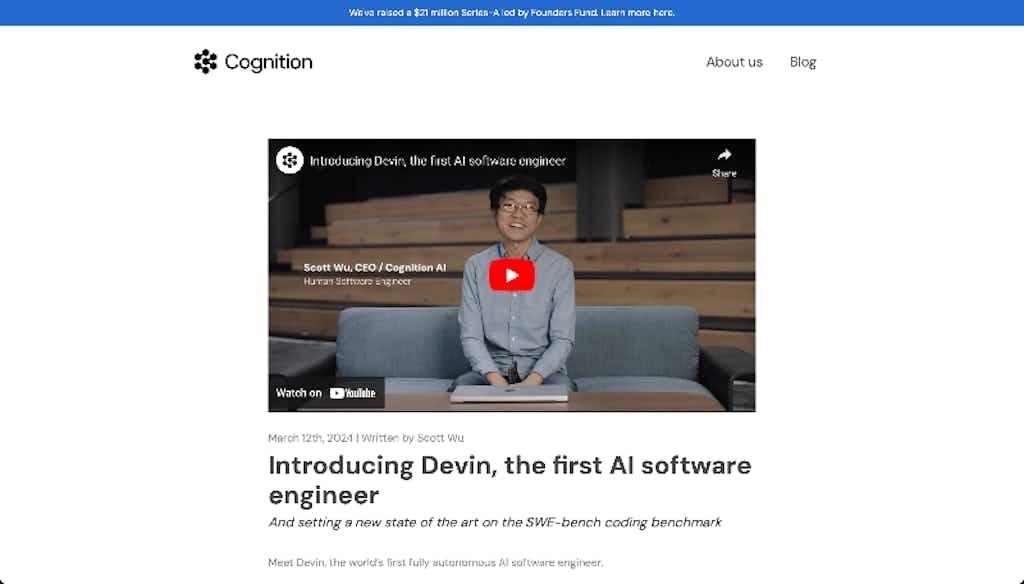 We've raised a $21 million Series-A led by Founders Fund. Learn more here.
Cognition
About us
Blog
Introducing Devin, the first AI software engineer
Share
Scott Wu, CEO / Cognition AI
Human Software Engineer
Watch on YouTube
March 12th, 2024 | Written by Scott Wu
Introducing Devin, the first AI software
engineer
And setting a new state of the art on the SWE-bench coding benchmark
Meet Devin, the world's first fully autonomous AI software engineer.